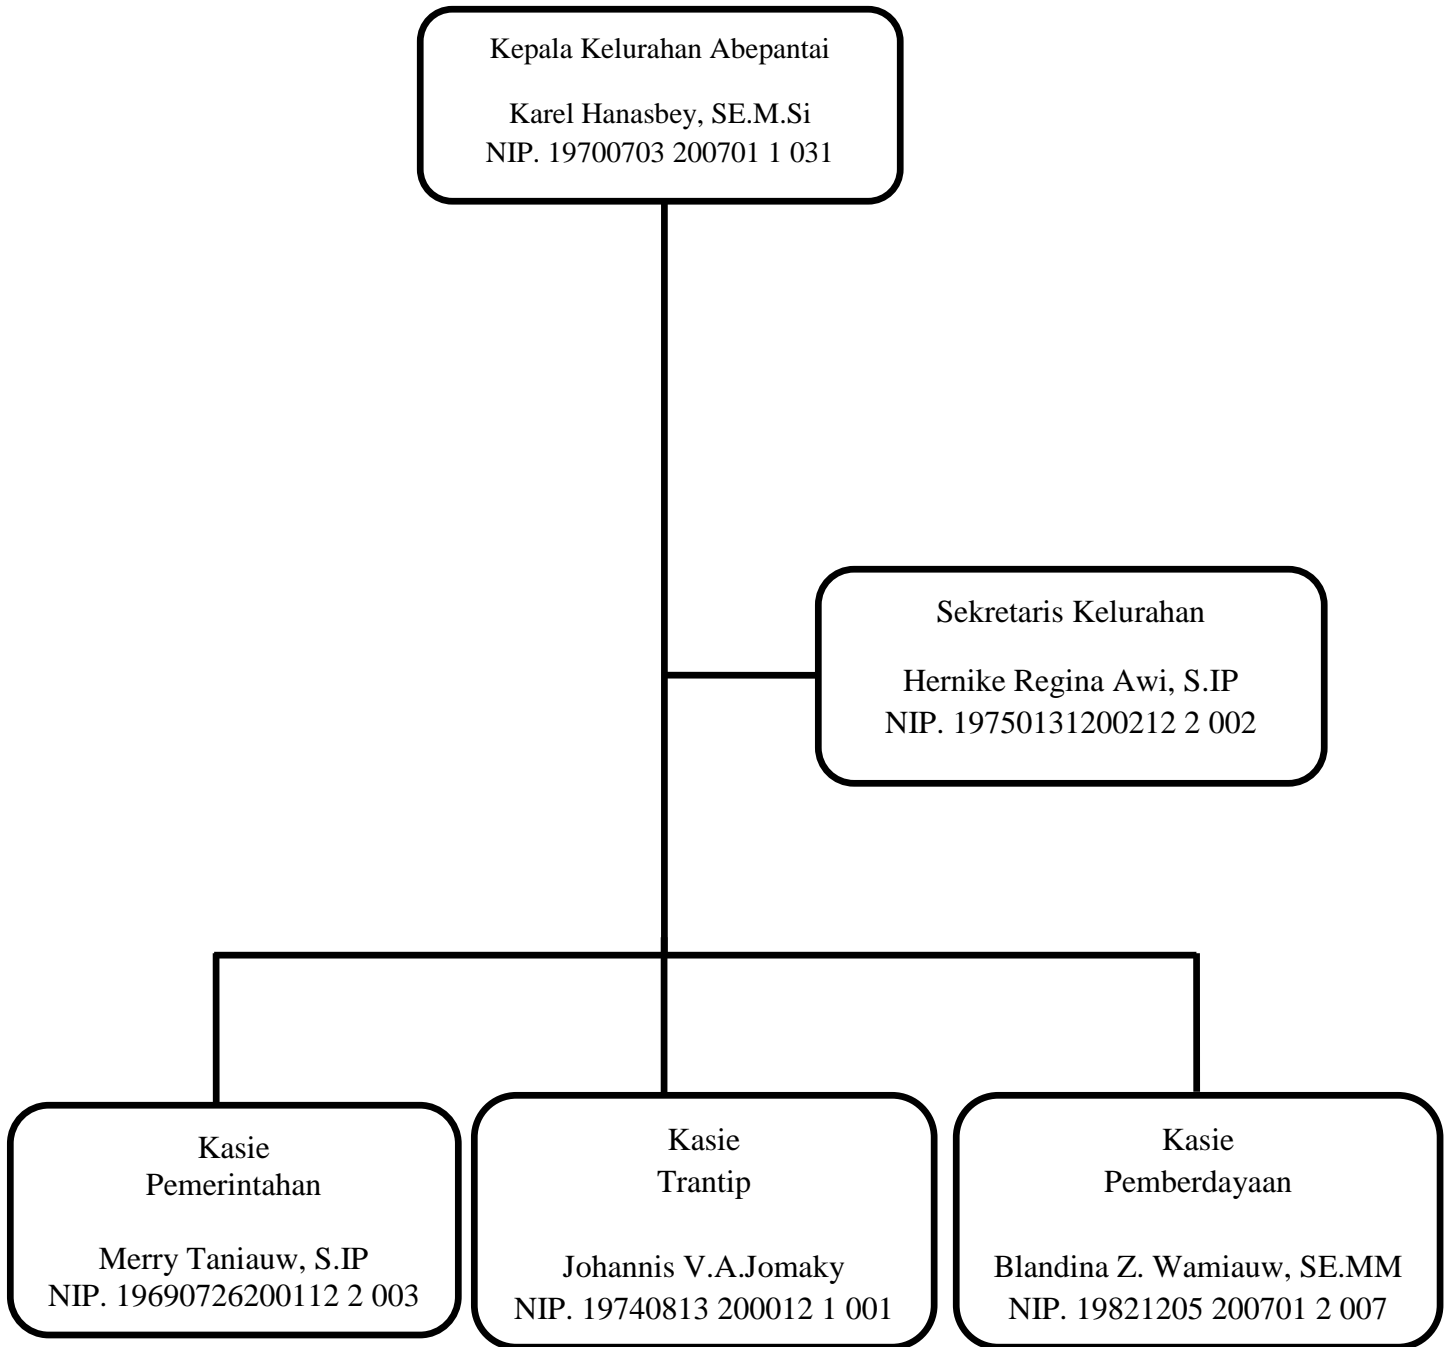 Kepala Kelurahan Abepantai
Karel Hanasbey, SE.M.Si
NIP. 19700703 200701 1 031
Sekretaris Kelurahan
Hernike Regina Awi, S.IP
NIP. 19750131200212 2 002
Kasie
Pemerintahan
Merry Taniauw, S.IP
NIP. 19690726200112 2 003
Kasie
Trantip
Johannis V.A.Jomaky
NIP. 19740813 200012 1 001
Kasie
Pemberdayaan
Blandina Z. Wamiauw, SE.MM
NIP. 19821205 200701 2 007